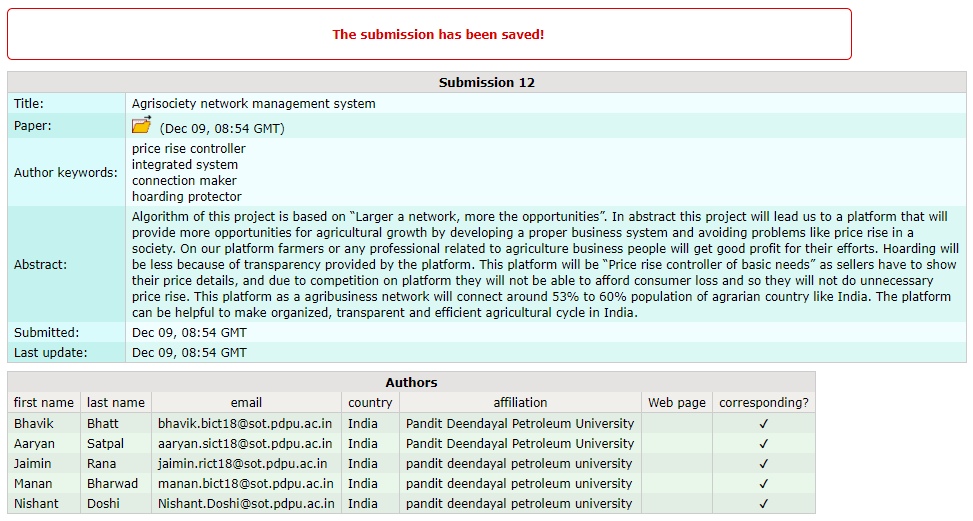 The submission has been saved!
Submission 12
Title: Agrisociety network management system
Paper: (Dec 09, 08:54 GMT)
Author keywords:
price rise controller
integrated system
connection maker
hoarding protector
Abstract:
Algorithm of this project is based on “Larger a network, more the opportunities”. In abstract this project will lead us to a platform that will
provide more opportunities for agricultural growth by developing a proper business system and avoiding problems like price rise in a
society. On our platform farmers or any professional related to agriculture business people will get good profit for their efforts. Hoarding will
be less because of transparency provided by the platform. This platform will be “Price rise controller of basic needs” as sellers have to show
their price details, and due to competition on platform they will not be able to afford consumer loss and so they will not do unnecessary
price rise. This platform as a agribusiness network will connect around 53% to 60% population of agrarian country like India. The platform
can be helpful to make organized, transparent and efficient agricultural cycle in India.
Submitted: Dec 09, 08:54 GMT
Last update: Dec 09, 08:54 GMT
Authors
first name last name email country affiliation Web page corresponding?
Bhavik Bhatt bhavik.bict18@sot.pdpu.ac.in India Pandit Deendayal Petroleum University ✓
Aaryan Satpal aaryan.sict18@sot.pdpu.ac.in India Pandit Deendayal Petroleum University ✓
Jaimin Rana jaimin.rict18@sot.pdpu.ac.in India pandit deendayal petroleum university ✓
Manan Bharwad manan.bict18@sot.pdpu.ac.in India pandit deendayal petroleum university ✓
Nishant Doshi Nishant.Doshi@sot.pdpu.ac.in India pandit deendayal petroleum university ✓